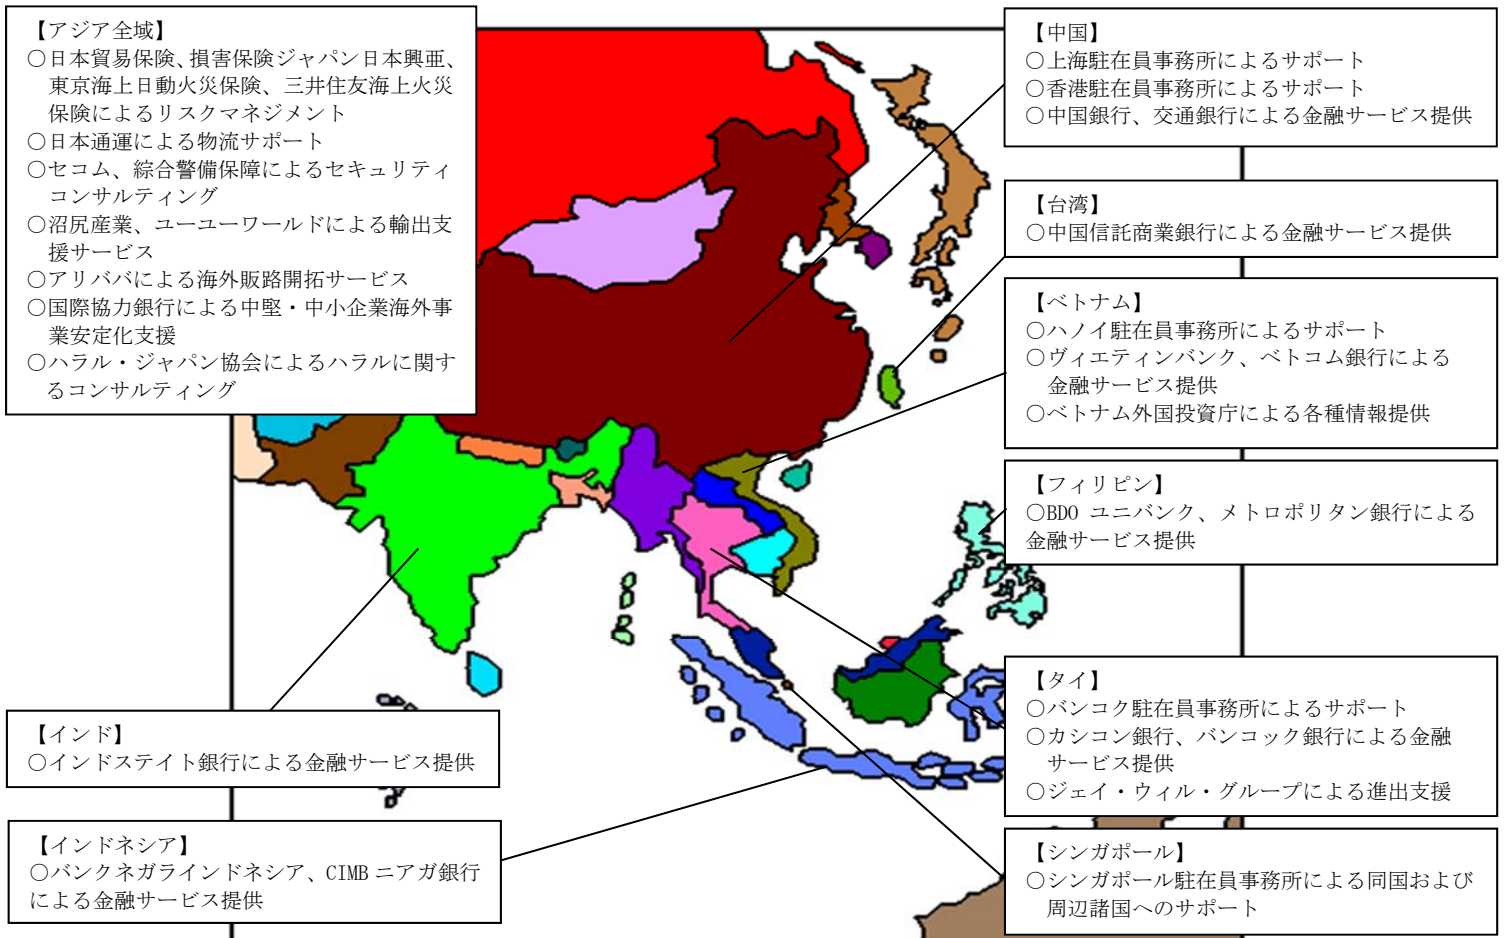 【アジア全域】
○日本貿易保険、損害保険ジャパン日本興亜、
東京海上日動火災保険、三井住友海上火災
保険によるリスクマネジメント
○日本通運による物流サポート
○セコム、綜合警備保障によるセキュリティ
コンサルティング
○沼尻産業、ユーユーワールドによる輸出支
援サービス
○アリババによる海外販路開拓サービス
○国際協力銀行による中堅・中小企業海外事
業安定化支援
○ハラル・ジャパン協会によるハラルに関す
るコンサルティング
【中国】
○上海駐在員事務所によるサポート
○香港駐在員事務所によるサポート
○中国銀行、交通銀行による金融サービス提供
【台湾】
○中国信託商業銀行による金融サービス提供
【ベトナム】
○ハノイ駐在員事務所によるサポート
○ヴィエティンバンク、ベトコム銀行による
金融サービス提供
○ベトナム外国投資庁による各種情報提供
【フィリピン】
○BDO ユニバンク、メトロポリタン銀行による
金融サービス提供
【タイ】
○バンコク駐在員事務所によるサポート
○カシコン銀行、バンコック銀行による金融
サービス提供
○ジェイ・ウィル・グループによる進出支援
【シンガポール】
○シンガポール駐在員事務所による同国および
周辺諸国へのサポート
【インド】
○インドステイト銀行による金融サービス提供
【インドネシア】
○バンクネガラインドネシア、CIMB ニアガ銀行
による金融サービス提供